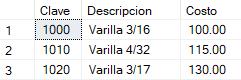 Clave Descripcion Costo
1 1000 Varilla 3/16 100.00
2 1010 Varilla 4/32 115.00
3 1020 Varilla 3/17 130.00